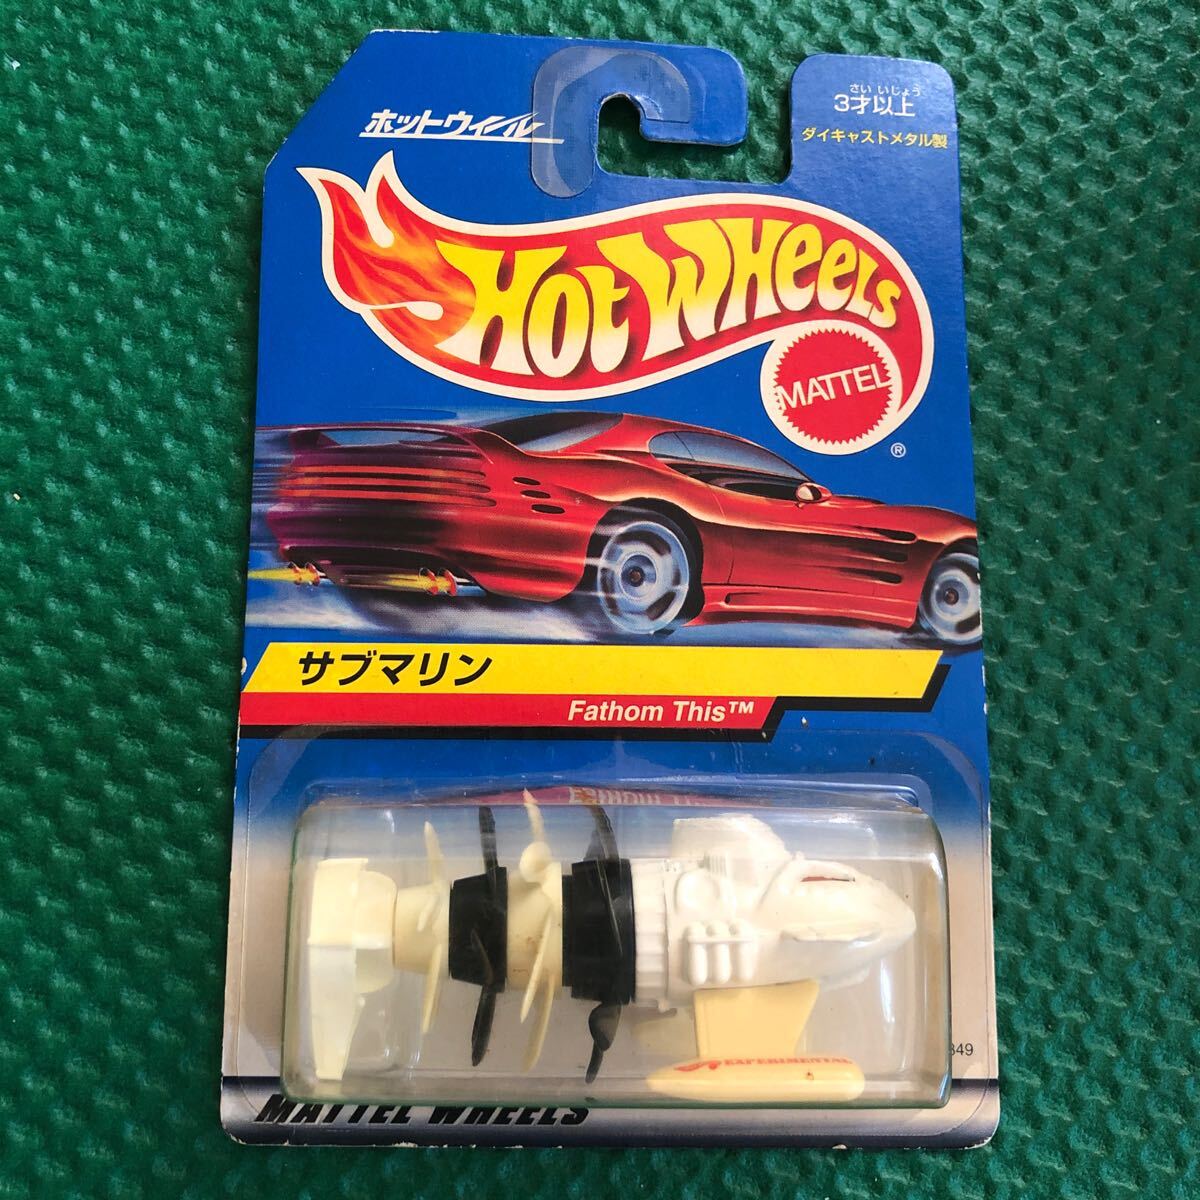 ホットウィール
さい いじょう
3才以上
ダイキャストメタル製
HOT WHEELS
MATTEL
®
サブマリン
Fathom This™
EXPERIMENTAL
849
MATTEL WHEELS